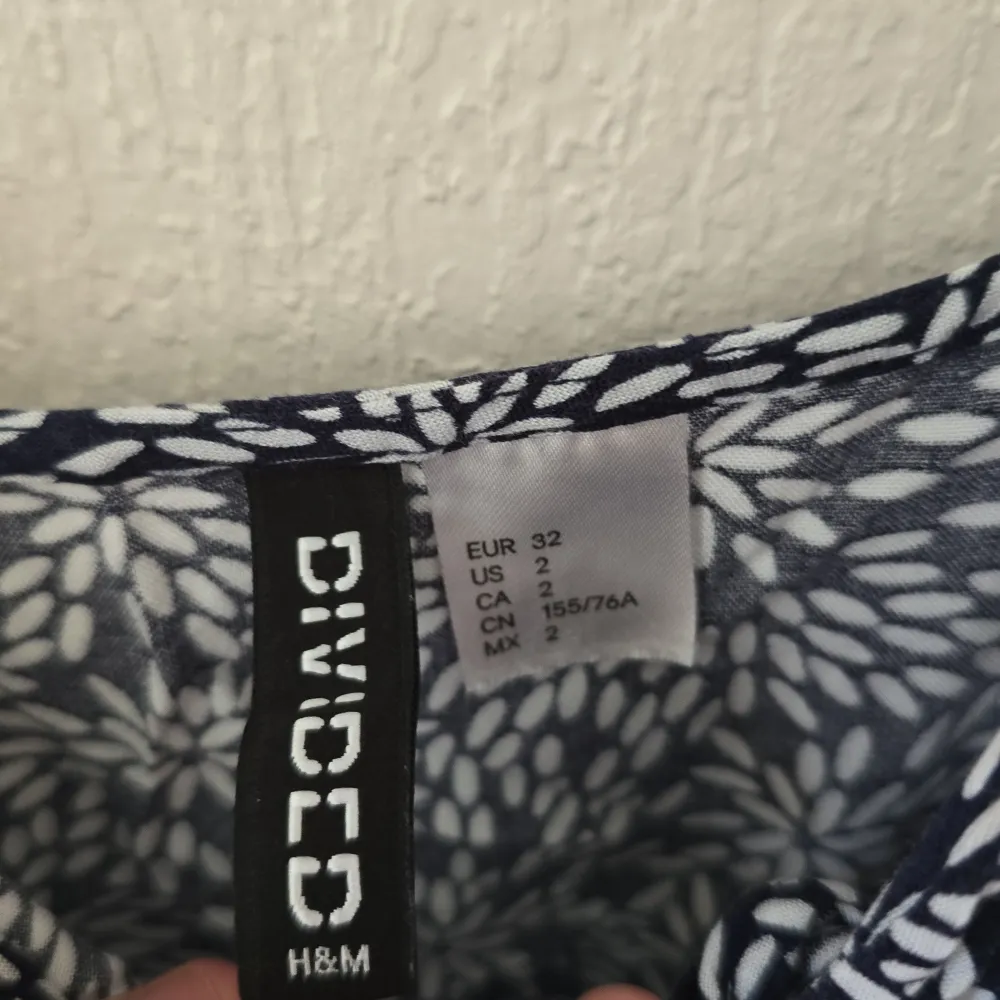 DIVIDED
H&M
EUR 32
US 2
CA 2
CN 155/76A
MX 2